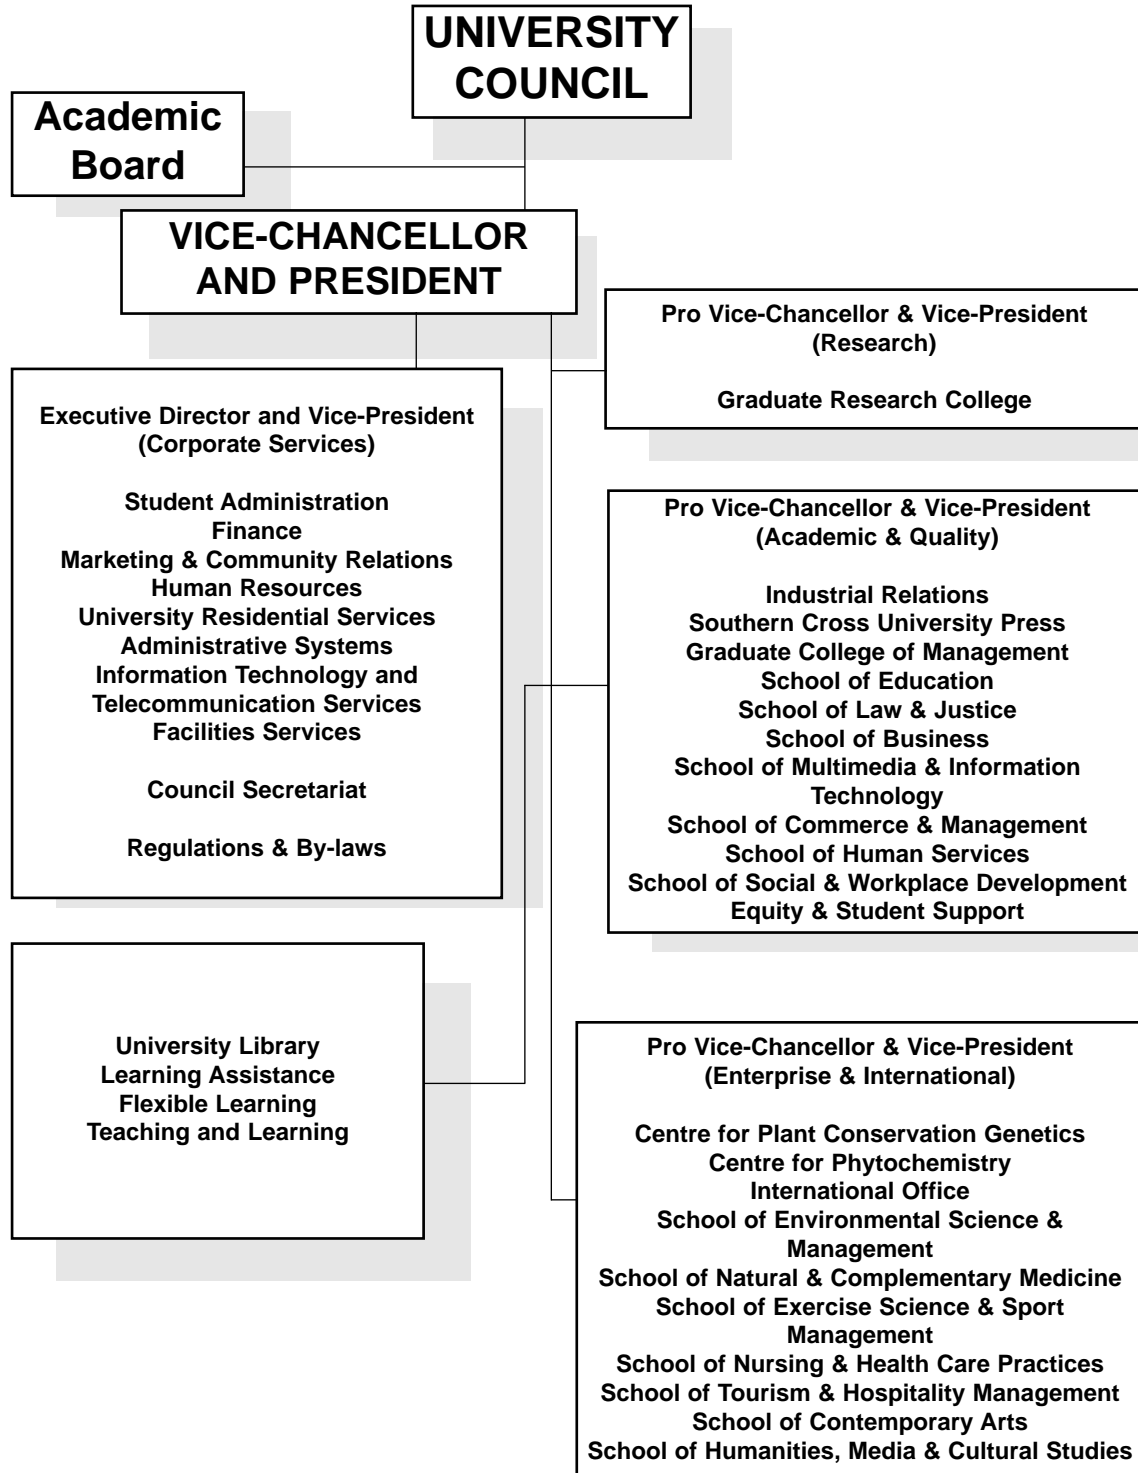 UNIVERSITY
COUNCIL
Academic
Board
VICE-CHANCELLOR
AND PRESIDENT
Pro Vice-Chancellor & Vice-President
(Research)
Graduate Research College
Executive Director and Vice-President
(Corporate Services)
Student Administration
Finance
Marketing & Community Relations
Human Resources
University Residential Services
Administrative Systems
Information Technology and
Telecommunication Services
Facilities Services
Council Secretariat
Regulations & By-laws
Pro Vice-Chancellor & Vice-President
(Academic & Quality)
Industrial Relations
Southern Cross University Press
Graduate College of Management
School of Education
School of Law & Justice
School of Business
School of Multimedia & Information
Technology
School of Commerce & Management
School of Human Services
School of Social & Workplace Development
Equity & Student Support
University Library
Learning Assistance
Flexible Learning
Teaching and Learning
Pro Vice-Chancellor & Vice-President
(Enterprise & International)
Centre for Plant Conservation Genetics
Centre for Phytochemistry
International Office
School of Environmental Science &
Management
School of Natural & Complementary Medicine
School of Exercise Science & Sport
Management
School of Nursing & Health Care Practices
School of Tourism & Hospitality Management
School of Contemporary Arts
School of Humanities, Media & Cultural Studies